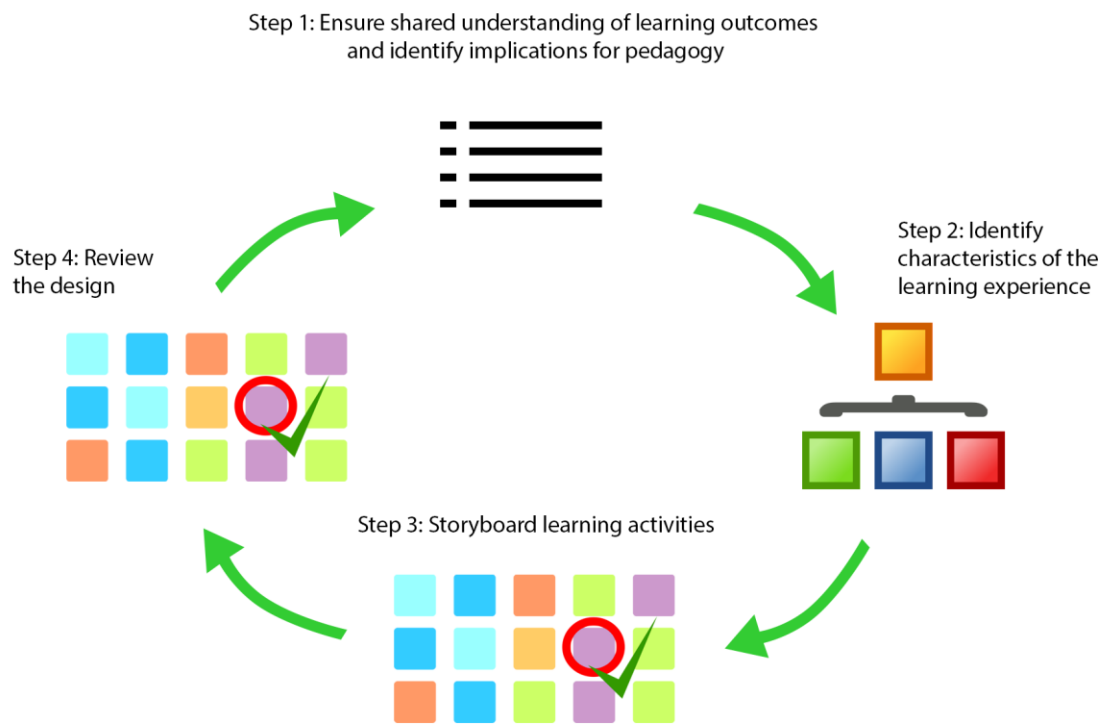 Step 1: Ensure shared understanding of learning outcomes
and identify implications for pedagogy
Step 2: Identify
characteristics of the
learning experience
Step 3: Storyboard learning activities
Step 4: Review
the design